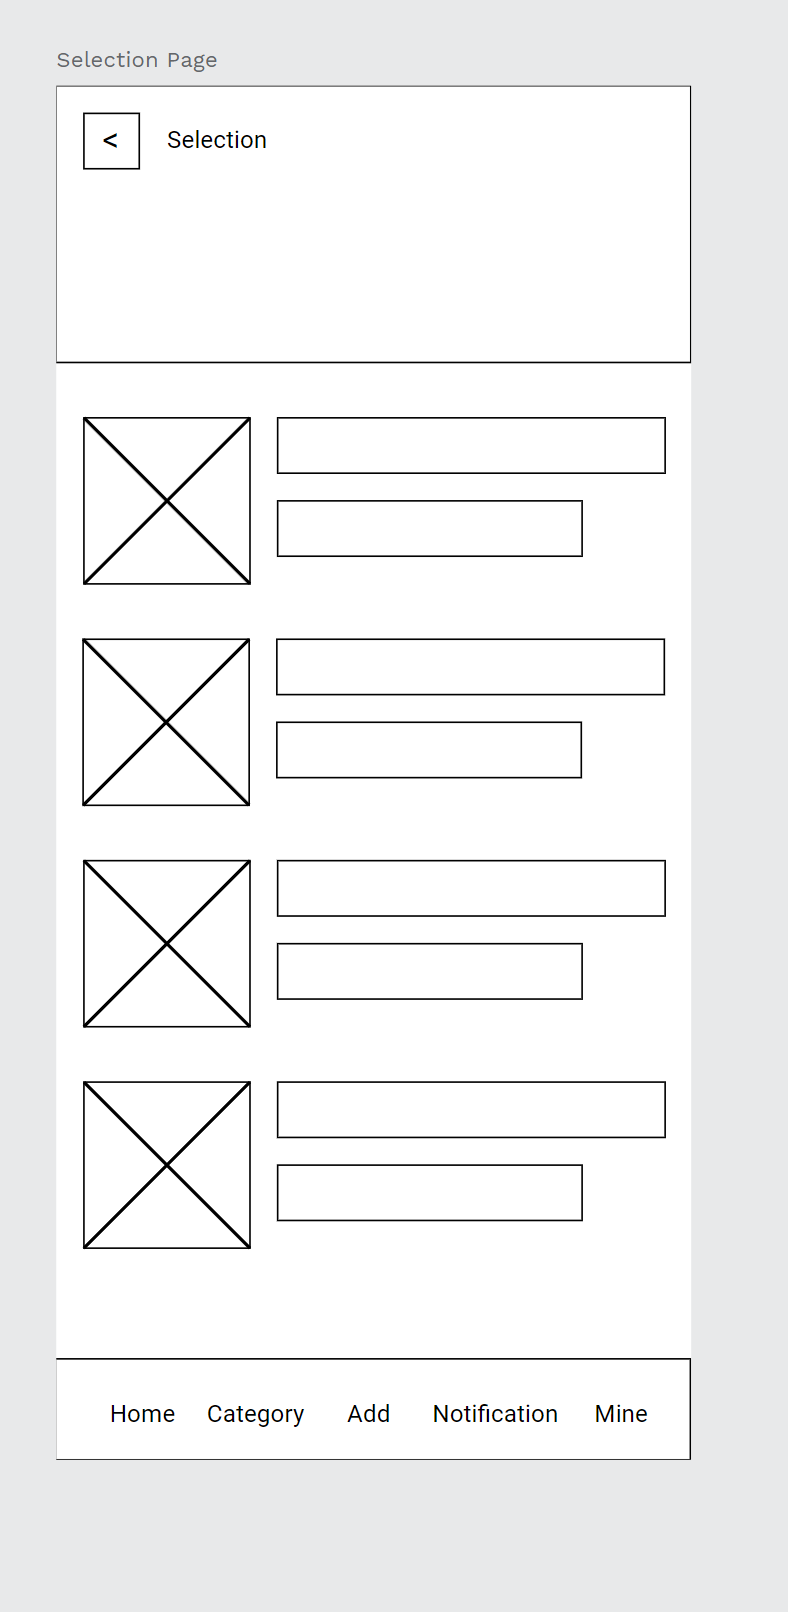 Selection Page
< Selection
Home Category Add Notification Mine